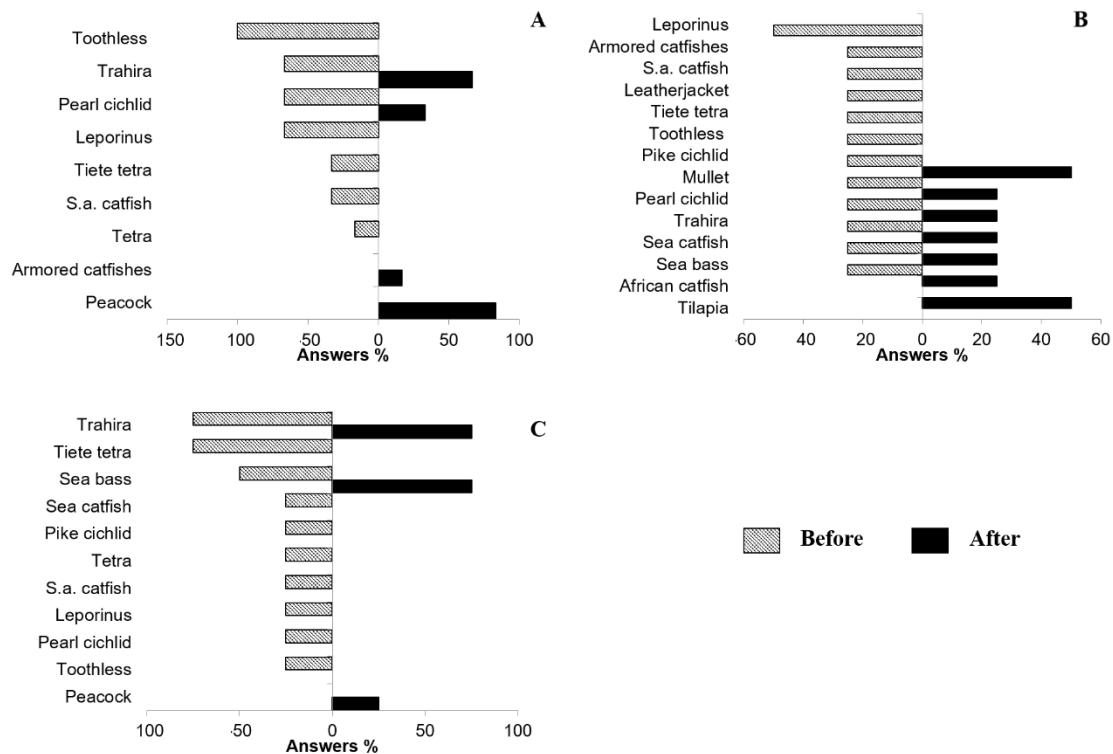 A
Toothless
Trahira
Pearl cichlid
Leporinus
Tiete tetra
S.a. catfish
Tetra
Armored catfishes
Peacock
150 100 -50 0 50 100
Answers %
B
Leporinus
Armored catfishes
S.a. catfish
Leatherjacket
Tiete tetra
Toothless
Pike cichlid
Mullet
Pearl cichlid
Trahira
Sea catfish
Sea bass
African catfish
Tilapia
-60 -40 -20 0 20 40 60
Answers %
C
Trahira
Tiete tetra
Sea bass
Sea catfish
Pike cichlid
Tetra
S.a. catfish
Leporinus
Pearl cichlid
Toothless
Peacock
100 -50 0 50 100
Answers %
Before After